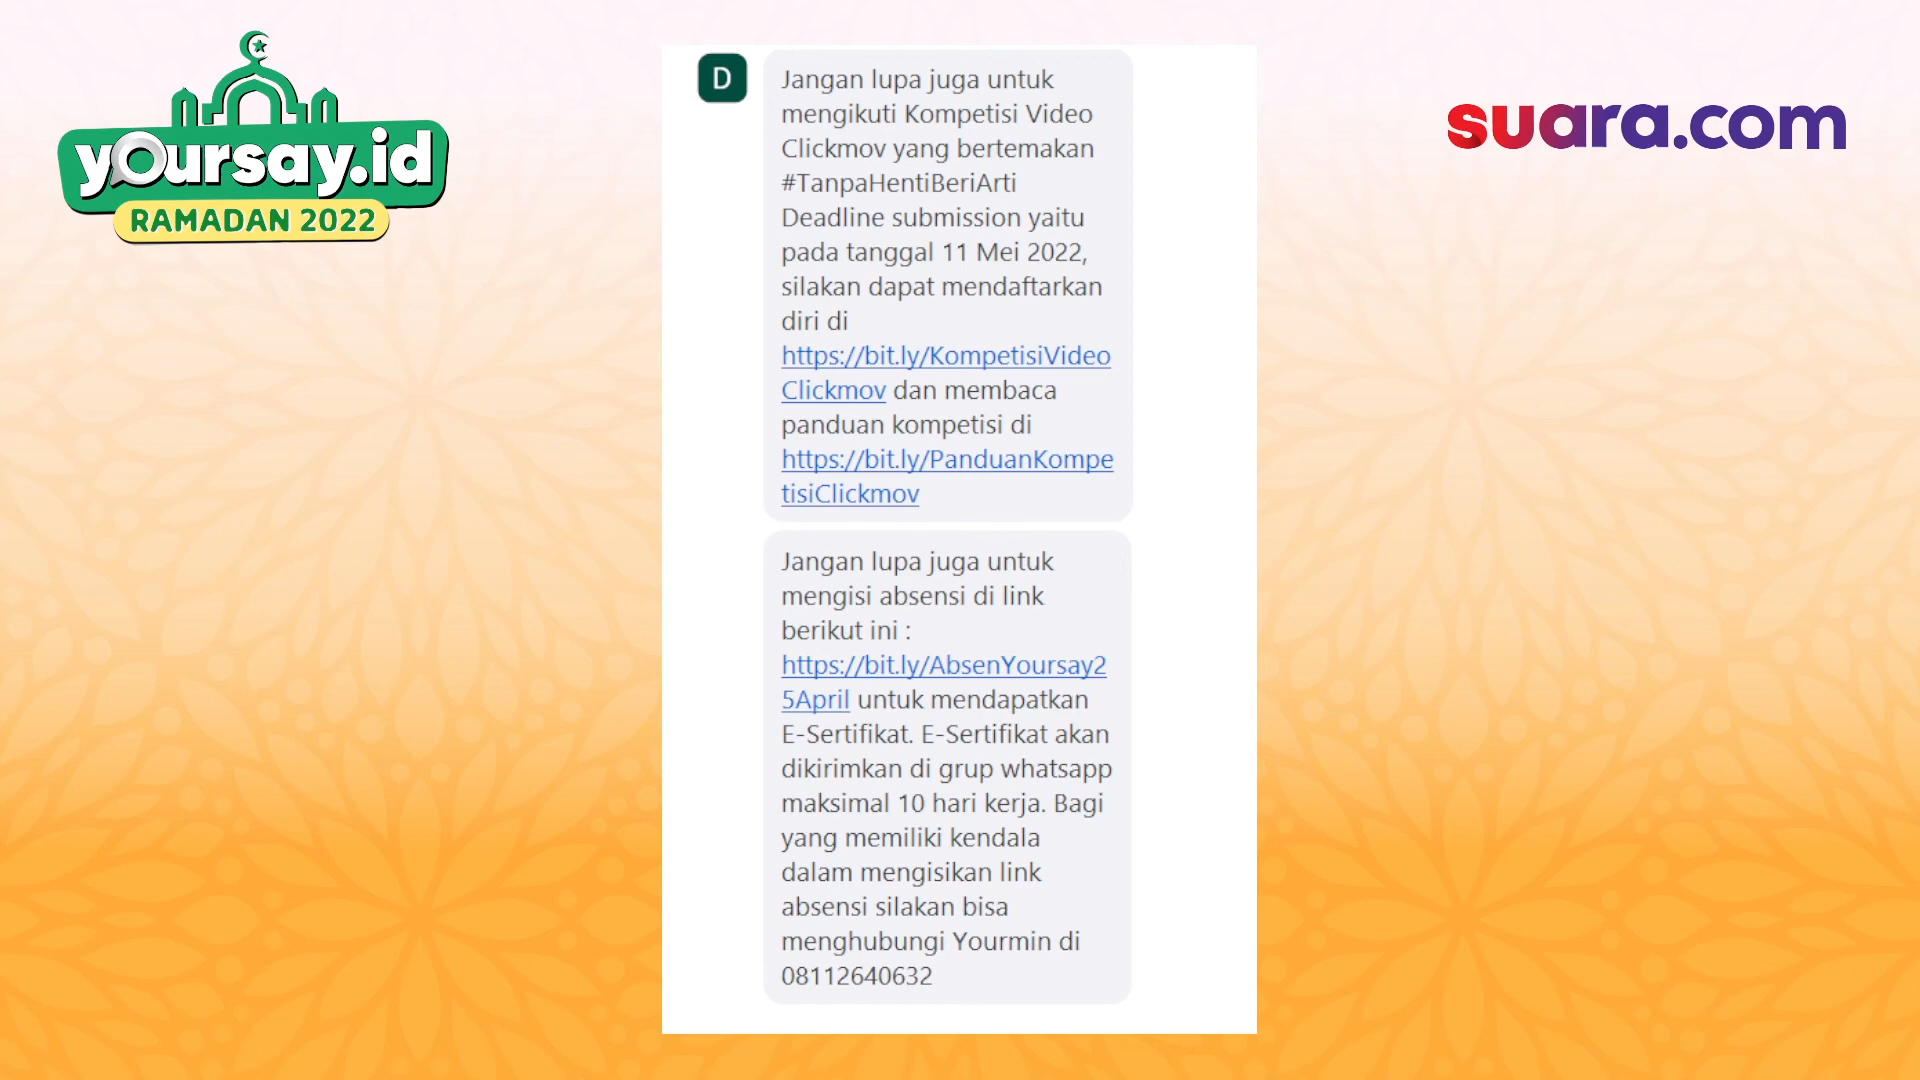 yoursay.id
RAMADAN 2022
suara.com
D
Jangan lupa juga untuk
mengikuti Kompetisi Video
Clickmov yang bertemakan
#TanpaHentiBeriArti
Deadline submission yaitu
pada tanggal 11 Mei 2022,
silakan dapat mendaftarkan
diri di
https://bit.ly/KompetisiVideo
Clickmov dan membaca
panduan kompetisi di
https://bit.ly/PanduanKompe
tisiClickmov
Jangan lupa juga untuk
mengisi absensi di link
berikut ini :
https://bit.ly/AbsenYoursay2
5April untuk mendapatkan
E-Sertifikat. E-Sertifikat akan
dikirimkan di grup whatsapp
maksimal 10 hari kerja. Bagi
yang memiliki kendala
dalam mengisikan link
absensi silakan bisa
menghubungi Yourmin di
08112640632